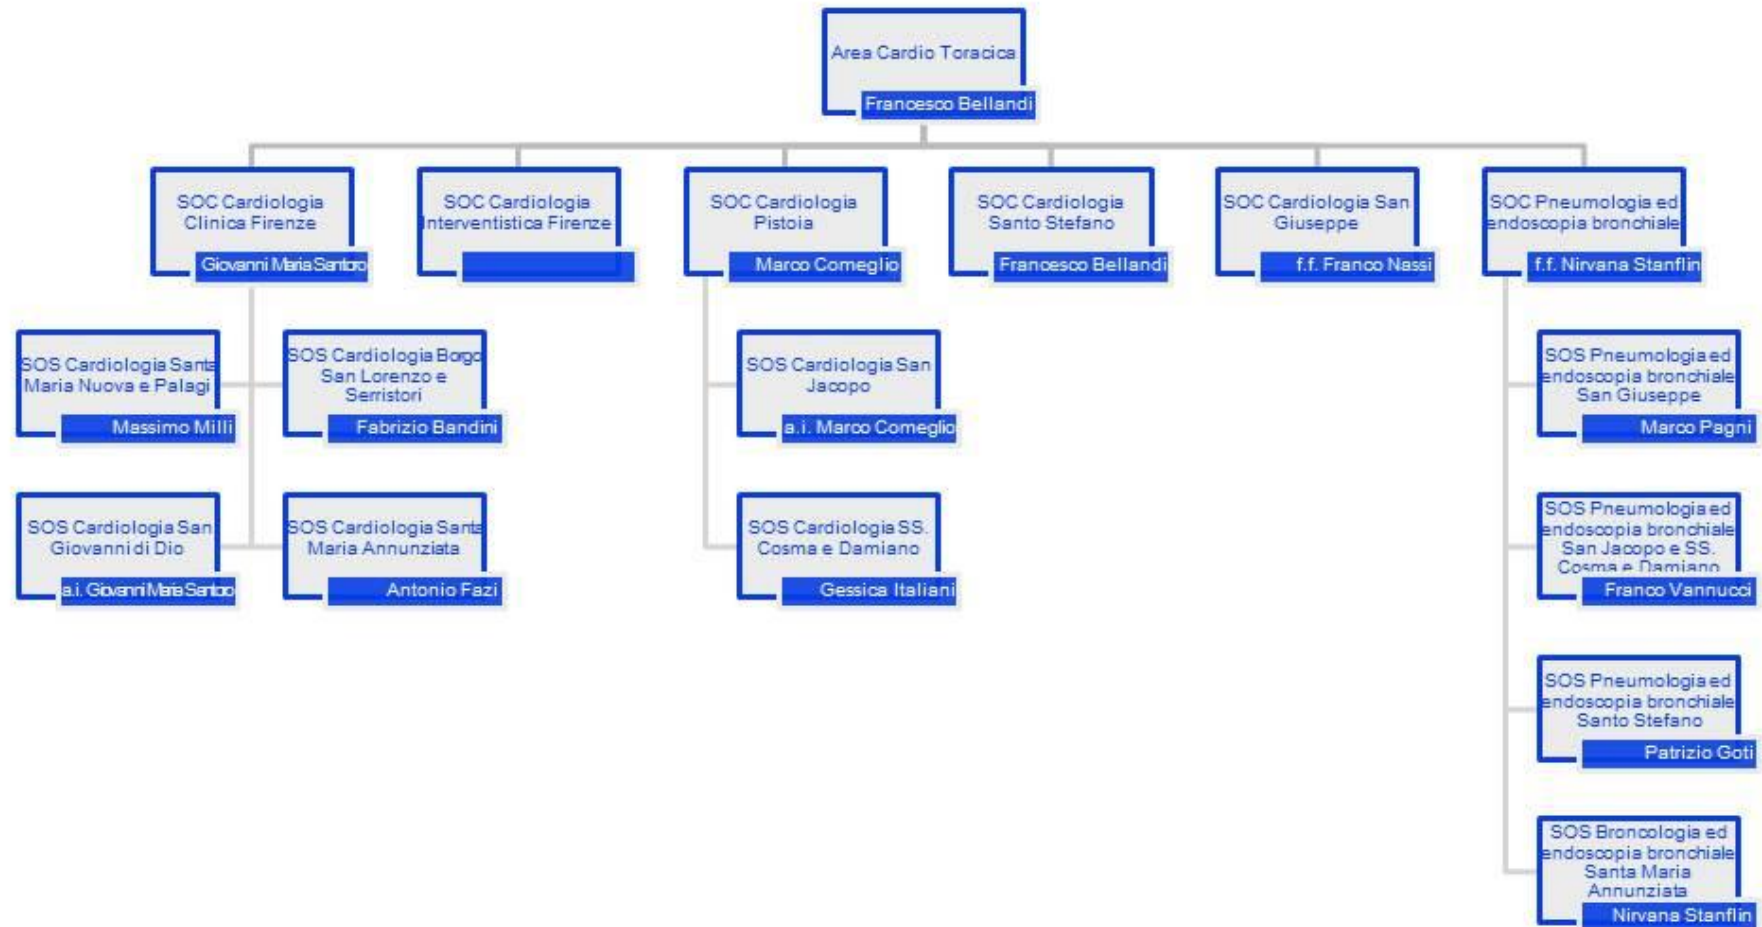 Area Cardio Toracica
Francesco Bellandi
SOC Cardiologia
Clinica Firenze
Giovanni Maria Santoro
SOC Cardiologia
Interventistica Firenze
SOC Cardiologia
Pistoia
Marco Comeglio
SOC Cardiologia
Santo Stefano
Francesco Bellandi
SOC Cardiologia San
Giuseppe
f.f. Franco Nassi
SOC Pneumologia ed
endoscopia bronchiale
f.f. Nirvana Stanflin
SOS Cardiologia Santa
Maria Nuova e Palagi
Massimo Milli
SOS Cardiologia Borgo
San Lorenzo e
Serristori
Fabrizio Bandini
SOS Cardiologia San
Giovanni di Dio
a.i. Giovanni Maria Santoro
SOS Cardiologia Santa
Maria Annunziata
Antonio Fazi
SOS Cardiologia San
Jacopo
a.i. Marco Comeglio
SOS Cardiologia SS.
Cosma e Damiano
Gessica Italiani
SOS Pneumologia ed
endoscopia bronchiale
San Giuseppe
Marco Pagni
SOS Pneumologia ed
endoscopia bronchiale
San Jacopo e SS.
Cosma e Damiano
Franco Vannucci
SOS Pneumologia ed
endoscopia bronchiale
Santo Stefano
Patrizio Goti
SOS Broncologia ed
endoscopia bronchiale
Santa Maria
Annunziata
Nirvana Stanflin